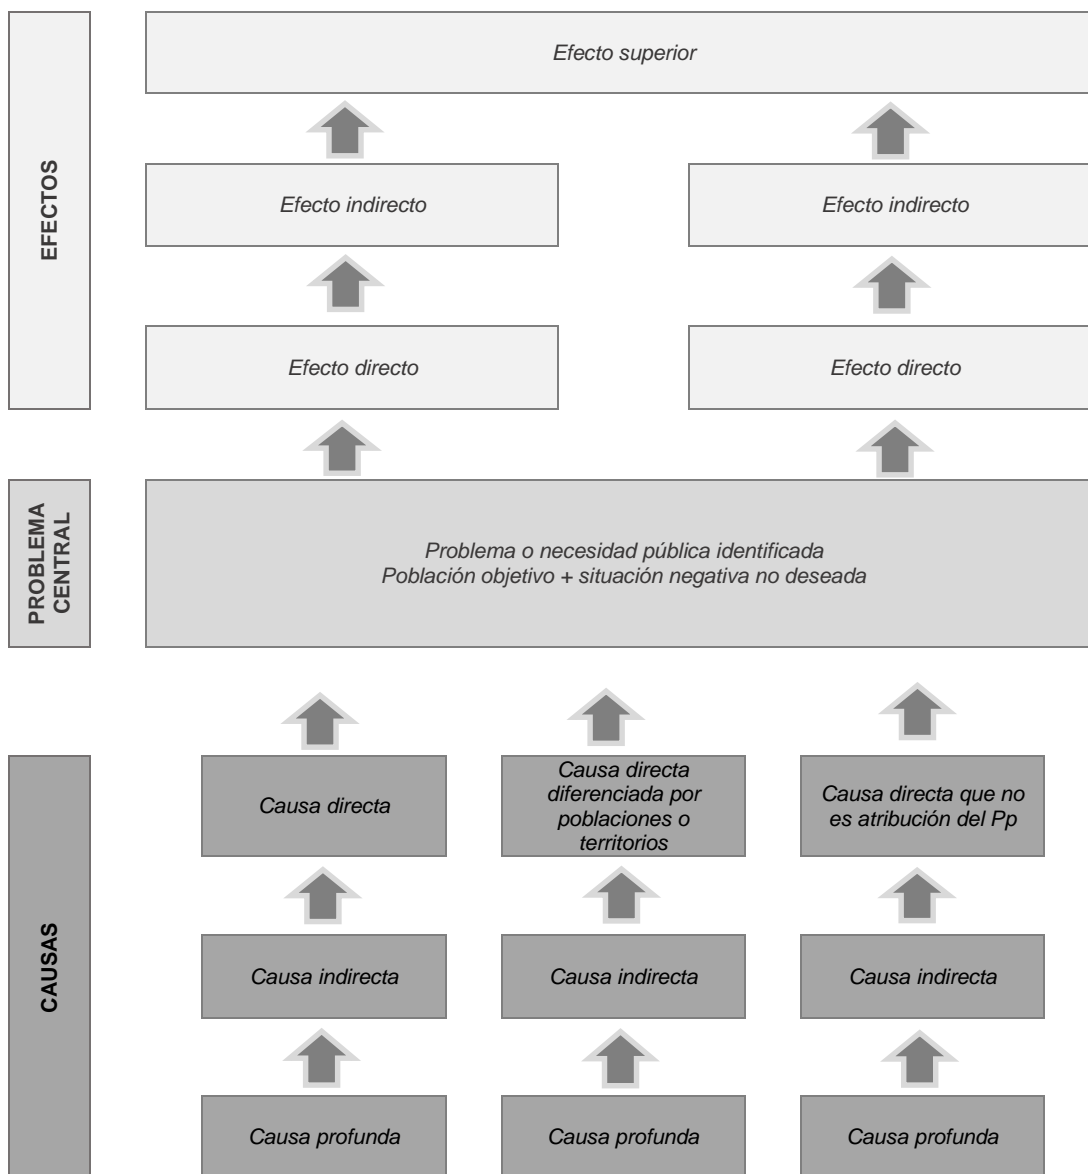 EFECTOS
Efecto superior
Efecto indirecto
Efecto indirecto
Efecto directo
Efecto directo
PROBLEMA
CENTRAL
Problema o necesidad pública identificada
Población objetivo + situación negativa no deseada
CAUSAS
Causa directa
Causa directa
diferenciada por
poblaciones o
territorios
Causa directa que no
es atribución del Pp
Causa indirecta
Causa indirecta
Causa indirecta
Causa profunda
Causa profunda
Causa profunda